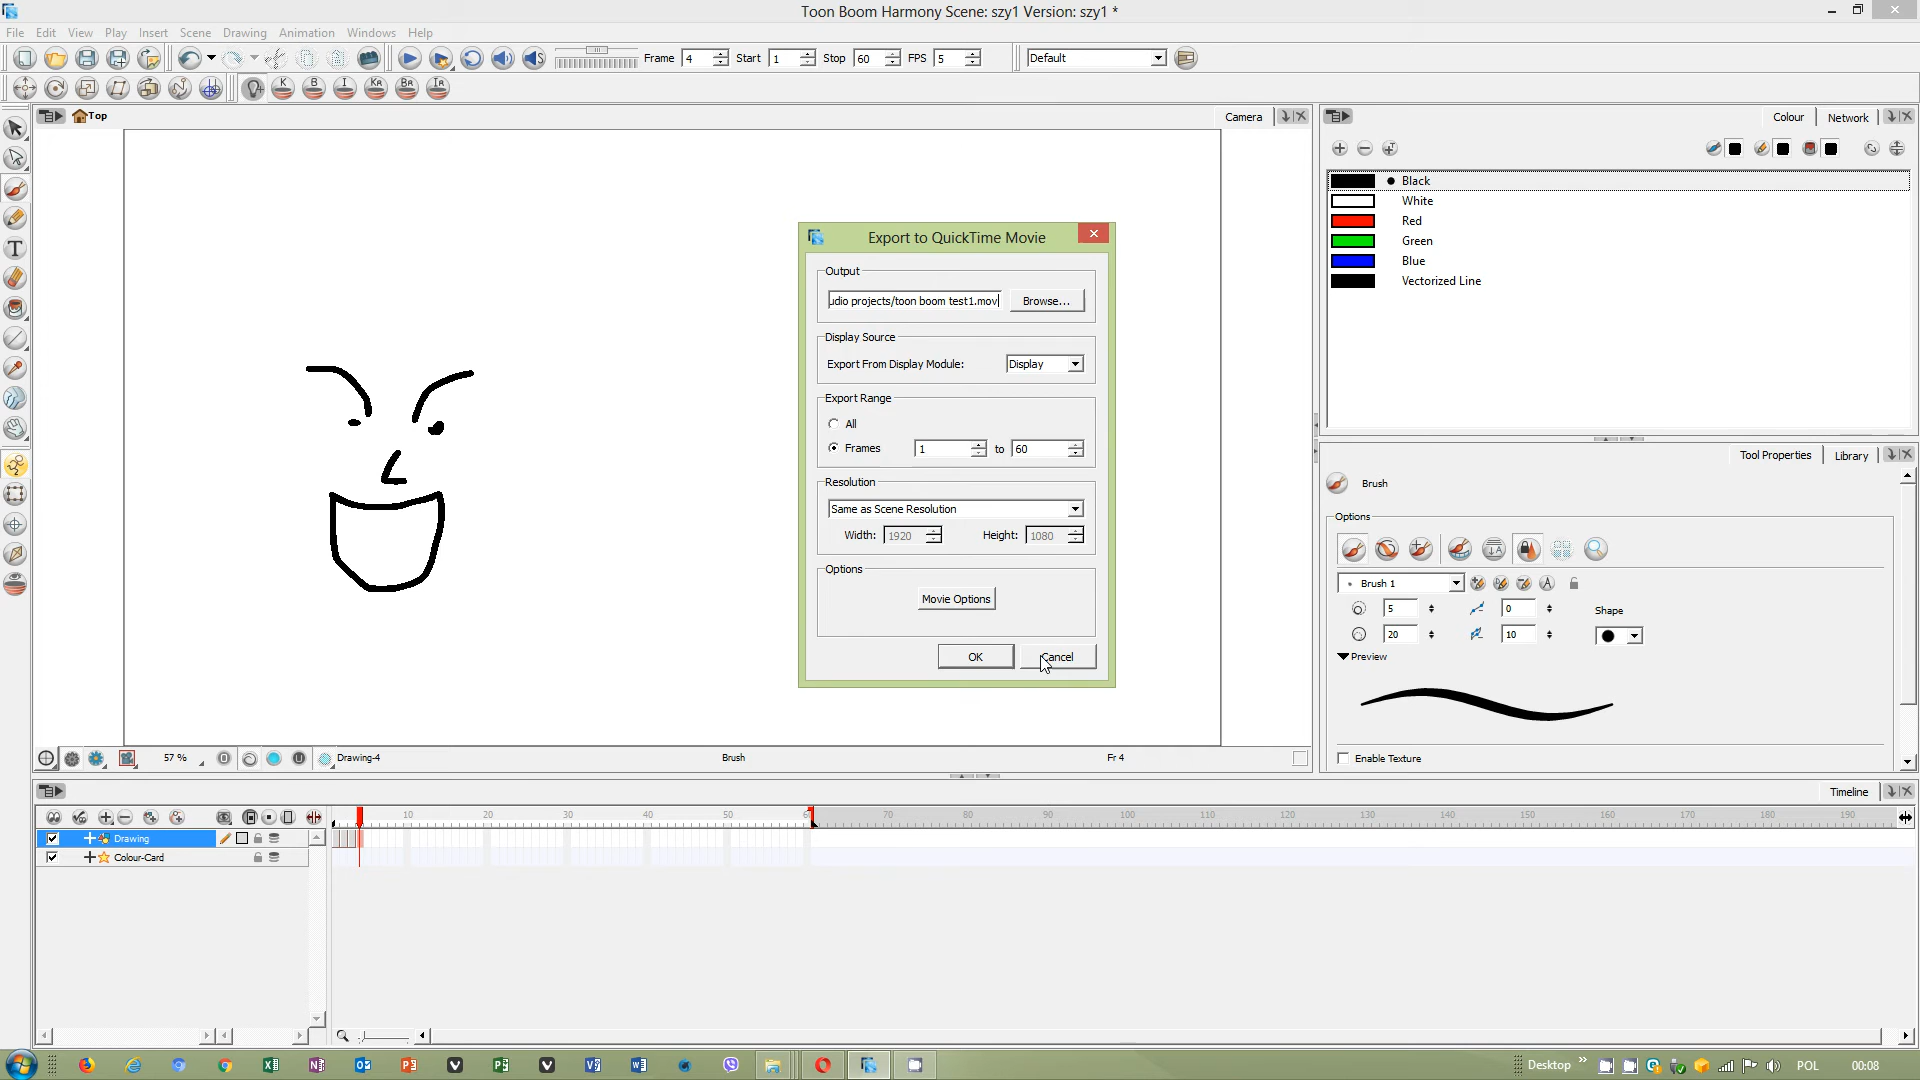 Toon Boom Harmony Scene: szy1 Version: szy1 *
File Edit View Play Insert Scene Drawing Animation Windows Help
Frame 4 Start 1 Stop 60 FPS 5 Default
K B I KR BR IR
Top
Camera
Colour Network
Black
White
Red
Green
Blue
Vectorized Line
Export to QuickTime Movie
Output
udio projects/toon boom test1.mov Browse...
Display Source
Export From Display Module: Display
Export Range
All
Frames 1 to 60
Resolution
Same as Scene Resolution
Width: 1920 Height: 1080
Options
Movie Options
OK Cancel
Tool Properties Library
Brush
Options
Brush 1
5 0 Shape
20 10
Preview
Enable Texture
57 % Drawing-4 Brush Fr 4
Timeline
10 20 30 40 50 70 80 90 100 110 120 130 140 150 160 170 180 190
Drawing
Colour-Card
Desktop POL 00:08